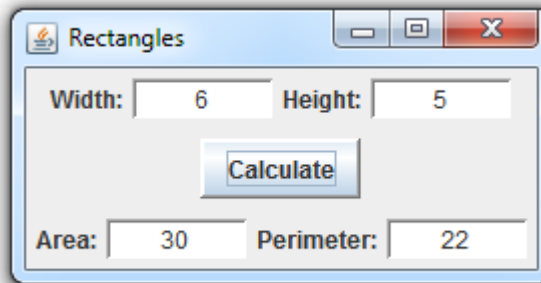 Rectangles
Width: 6 Height: 5
Calculate
Area: 30 Perimeter: 22